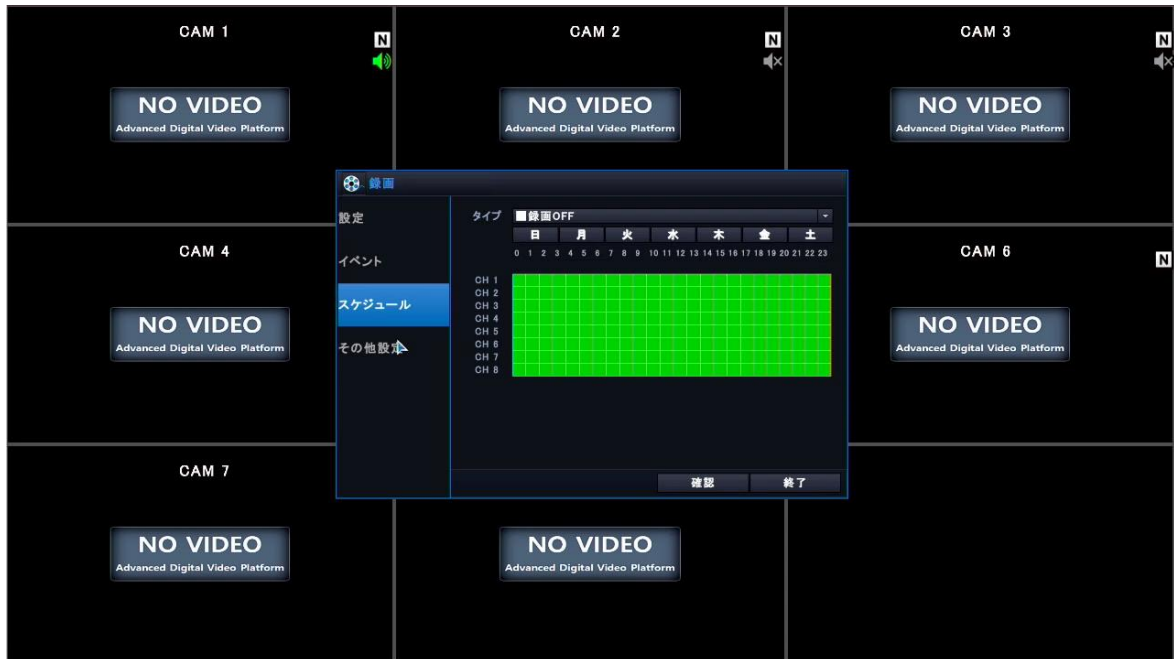 CAM 1
N
NO VIDEO
Advanced Digital Video Platform
CAM 2
N
NO VIDEO
Advanced Digital Video Platform
CAM 3
N
NO VIDEO
Advanced Digital Video Platform
録画
設定
イベント
スケジュール
その他設定
タイプ 録画OFF
日 月 火 水 木 金 土
0 1 2 3 4 5 6 7 8 9 10 11 12 13 14 15 16 17 18 19 20 21 22 23
CH 1
CH 2
CH 3
CH 4
CH 5
CH 6
CH 7
CH 8
確認 終了
CAM 4
NO VIDEO
Advanced Digital Video Platform
CAM 6
N
NO VIDEO
Advanced Digital Video Platform
CAM 7
NO VIDEO
Advanced Digital Video Platform
NO VIDEO
Advanced Digital Video Platform